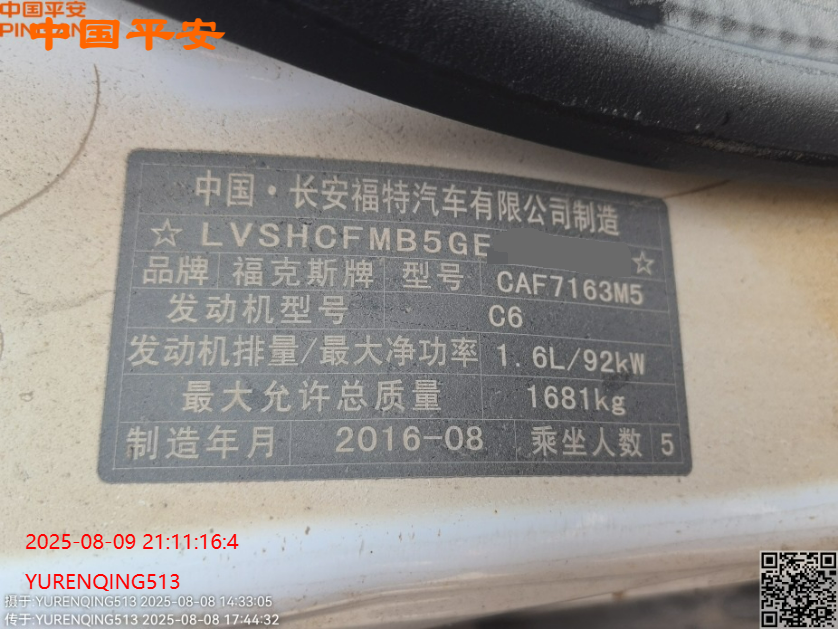 中国平安
PIN
中国平安
中国·长安福特汽车有限公司制造
☆ LVSHCFMB5GE ☆
品牌 福克斯牌 型号 CAF7163M5
发动机型号 C6
发动机排量/最大净功率 1.6L/92kW
最大允许总质量 1681kg
制造年月 2016-08 乘坐人数 5
2025-08-09 21:11:16:4
YURENQING513
摄于 YURENQING513 2025-08-08 14:33:05
传于 YURENQING513 2025-08-08 17:44:32